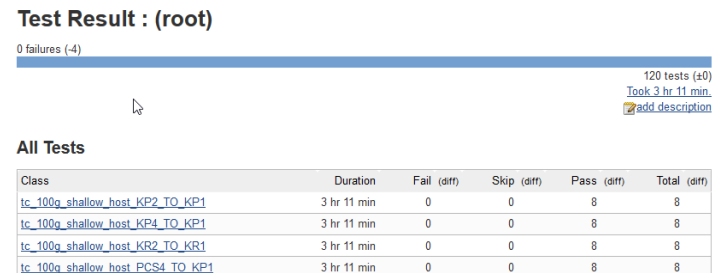 Test Result : (root)
0 failures (-4)
120 tests (±0)
Took 3 hr 11 min.
add description
All Tests
Class Duration Fail (diff) Skip (diff) Pass (diff) Total (diff)
tc_100g_shallow_host_KP2_TO_KP1 3 hr 11 min 0 0 8 8
tc_100g_shallow_host_KP4_TO_KP1 3 hr 11 min 0 0 8 8
tc_100g_shallow_host_KR2_TO_KR1 3 hr 11 min 0 0 8 8
tc_100g_shallow_host_PCS4_TO_KP1 3 hr 11 min 0 0 8 8